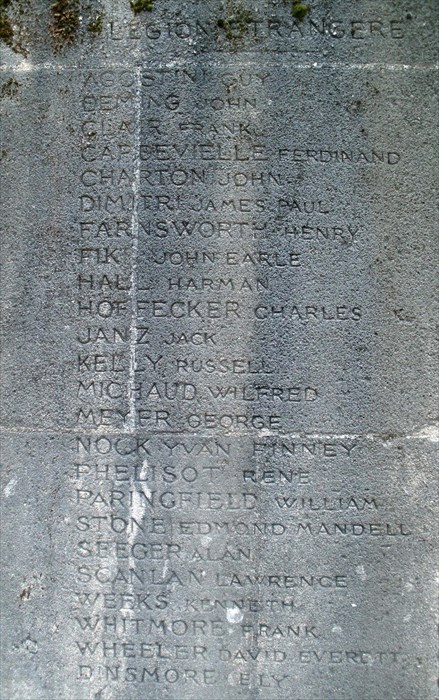 LEGION ETRANGERE
AGOSTINI GUY
DEMING JOHN
CLAIR FRANK
CAPDEVIELLE FERDINAND
CHARTON JOHN
DIMITRI JAMES PAUL
FARNSWORTH HENRY
FIKE JOHN EARLE
HALL HARMAN
HOFFECKER CHARLES
JANZ JACK
KELLY RUSSELL
MICHAUD WILFRED
MEYER GEORGE
NOCK YVAN FINNEY
PHELISOT RENE
PARINGFIELD WILLIAM
STONE EDMOND MANDELL
SEEGER ALAN
SCANLAN LAWRENCE
WEEKS KENNETH
WHITMORE FRANK
WHEELER DAVID EVERETT
DINSMORE ELY